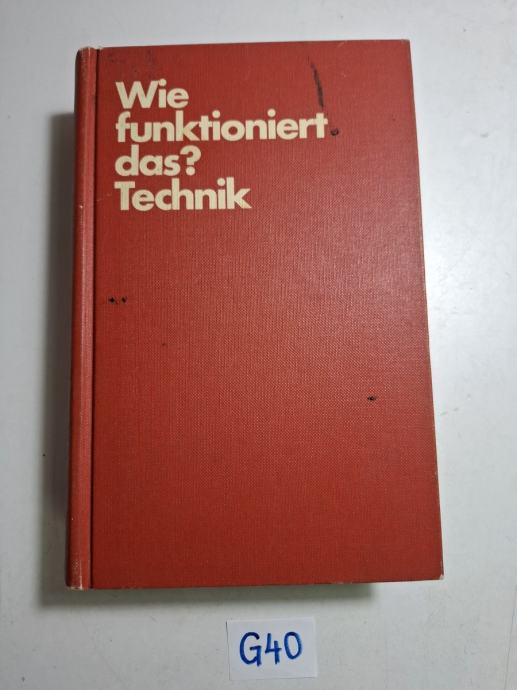 Wie
funktioniert
das?
Technik
G40